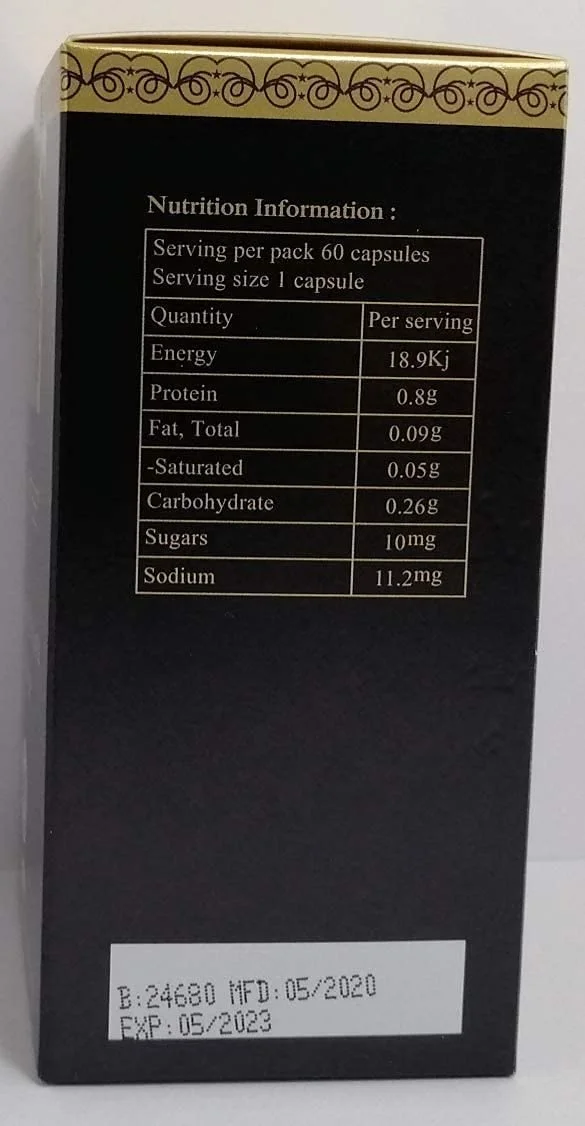 Nutrition Information :
Serving per pack 60 capsules
Serving size 1 capsule
Quantity Per serving
Energy 18.9Kj
Protein 0.8g
Fat, Total 0.09g
-Saturated 0.05g
Carbohydrate 0.26g
Sugars 10mg
Sodium 11.2mg
B:24680 MFD:05/2020
EXP:05/2023